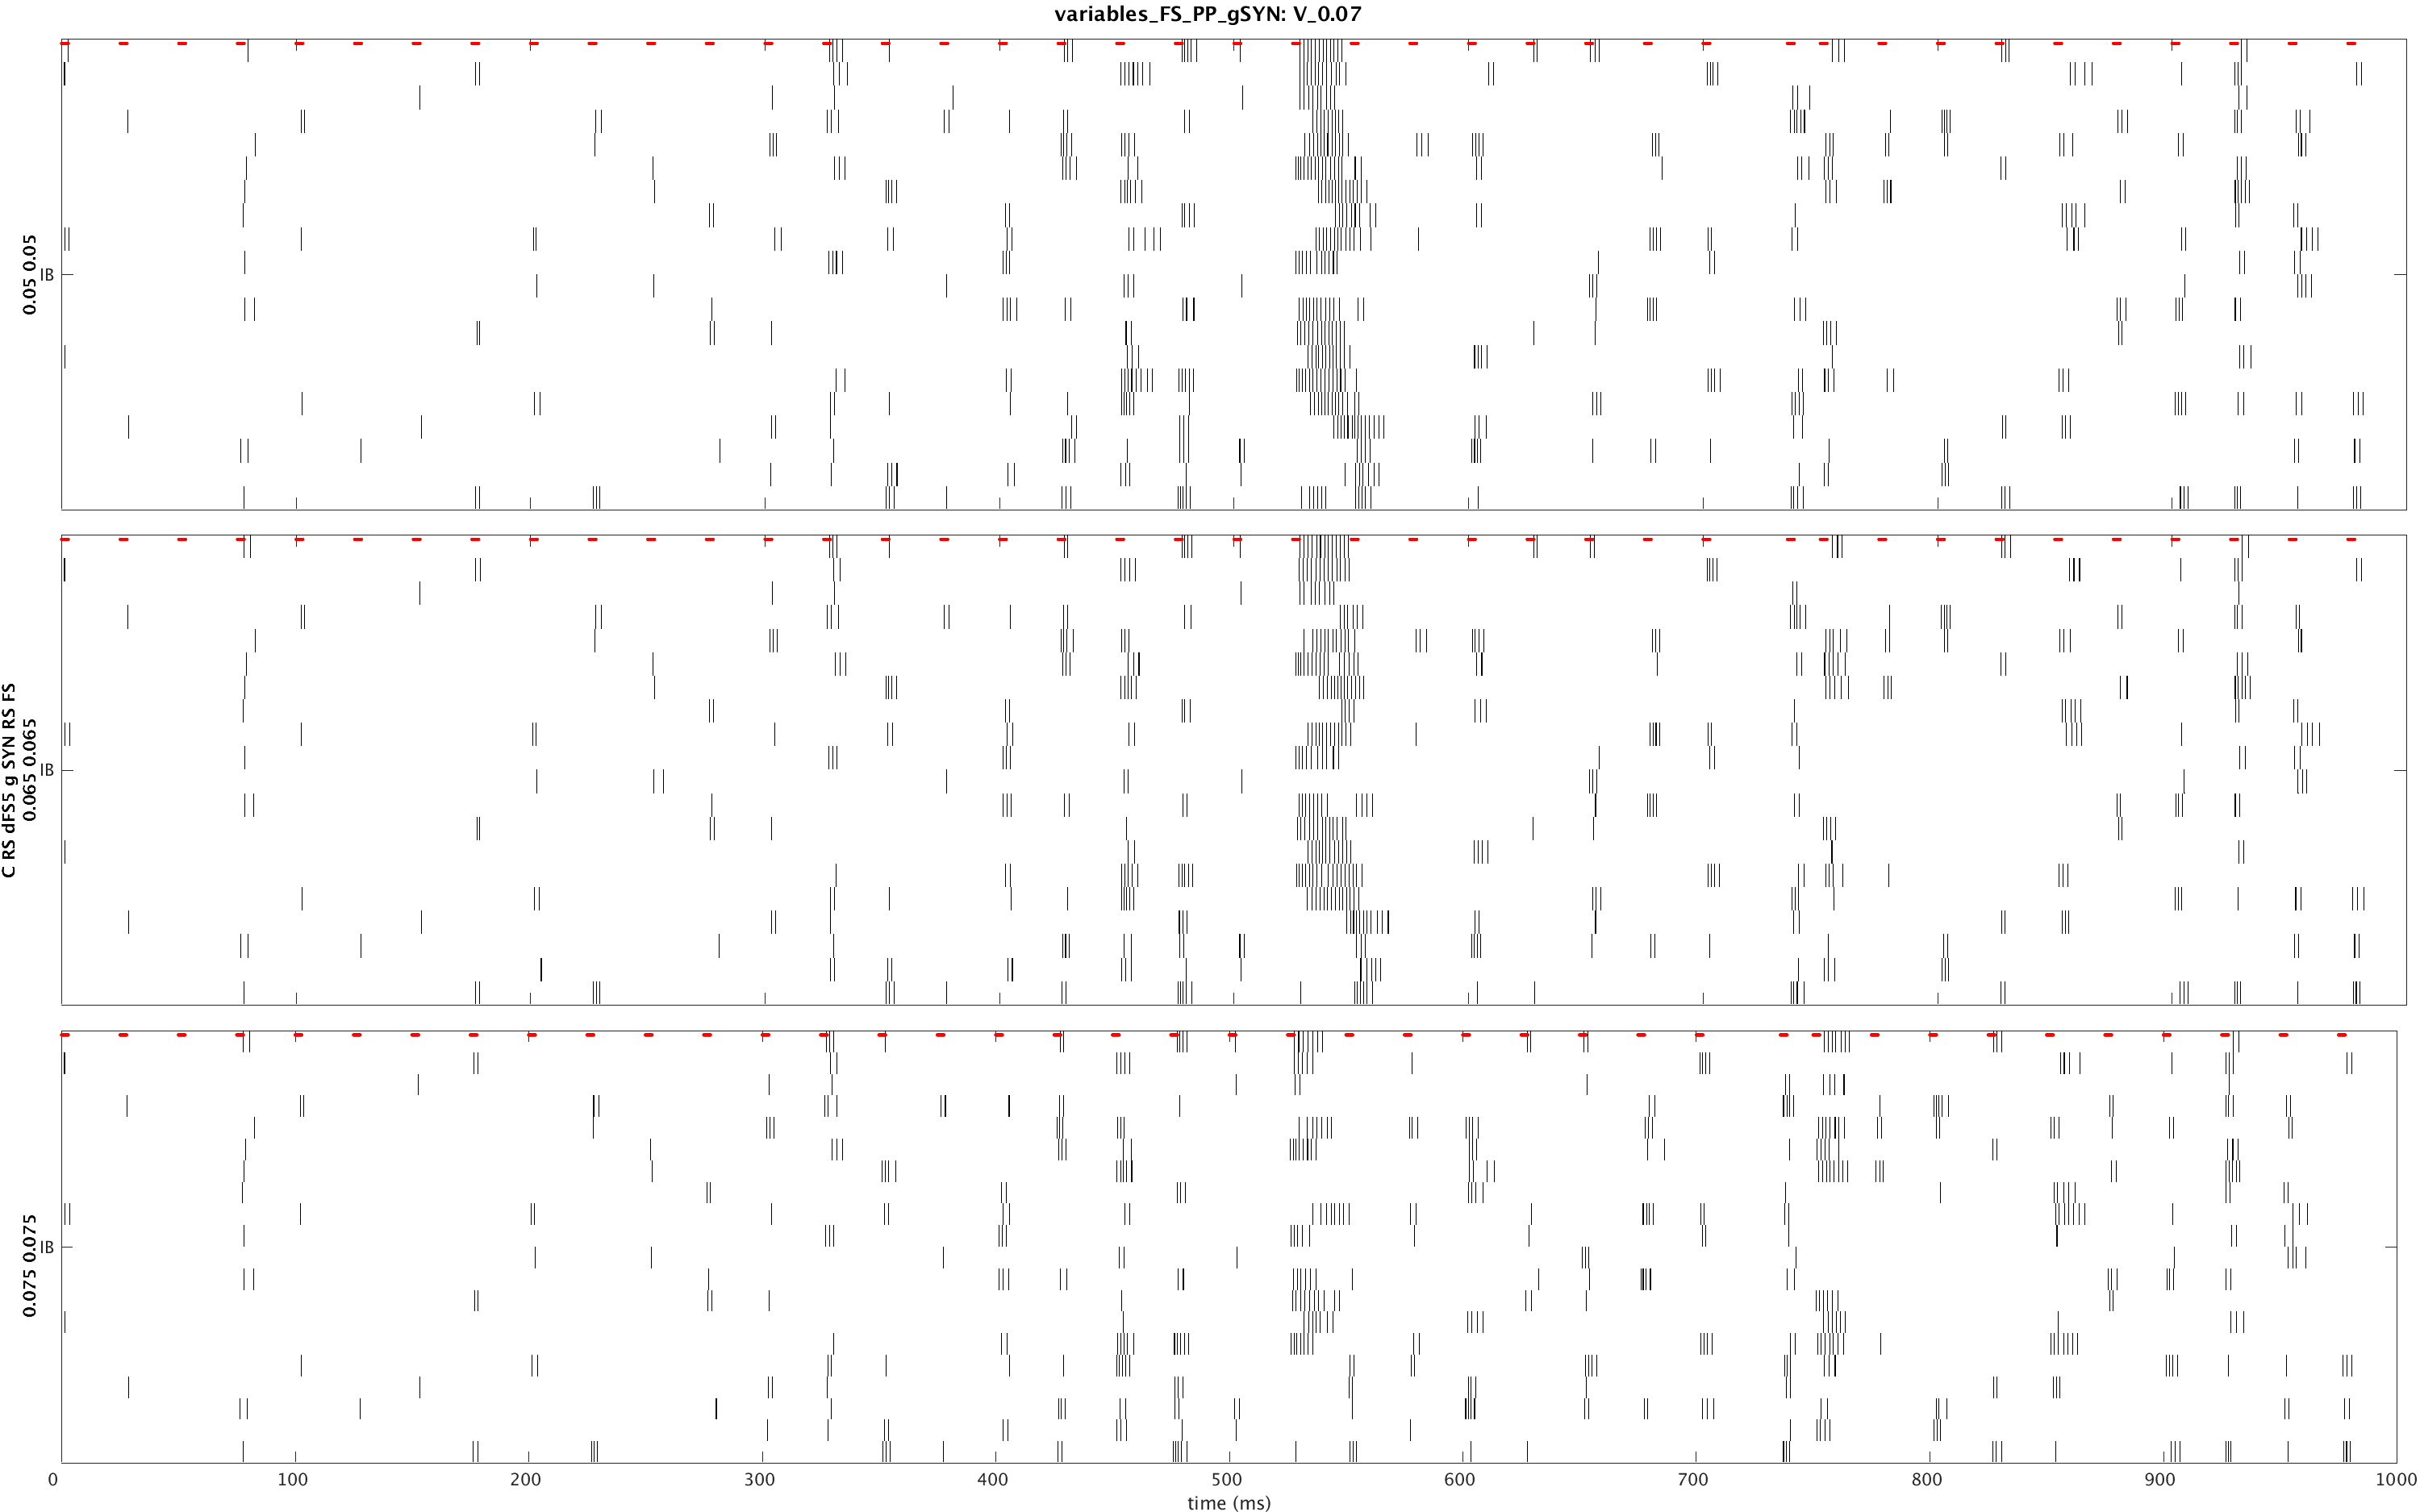 variables_FS_PP_gSYN: V_0.07
C RS dFS5 g SYN RS FS
0.05 0.05
IB
0.065 0.065
IB
0.075 0.075
IB
0 100 200 300 400 500 600 700 800 900 1000
time (ms)